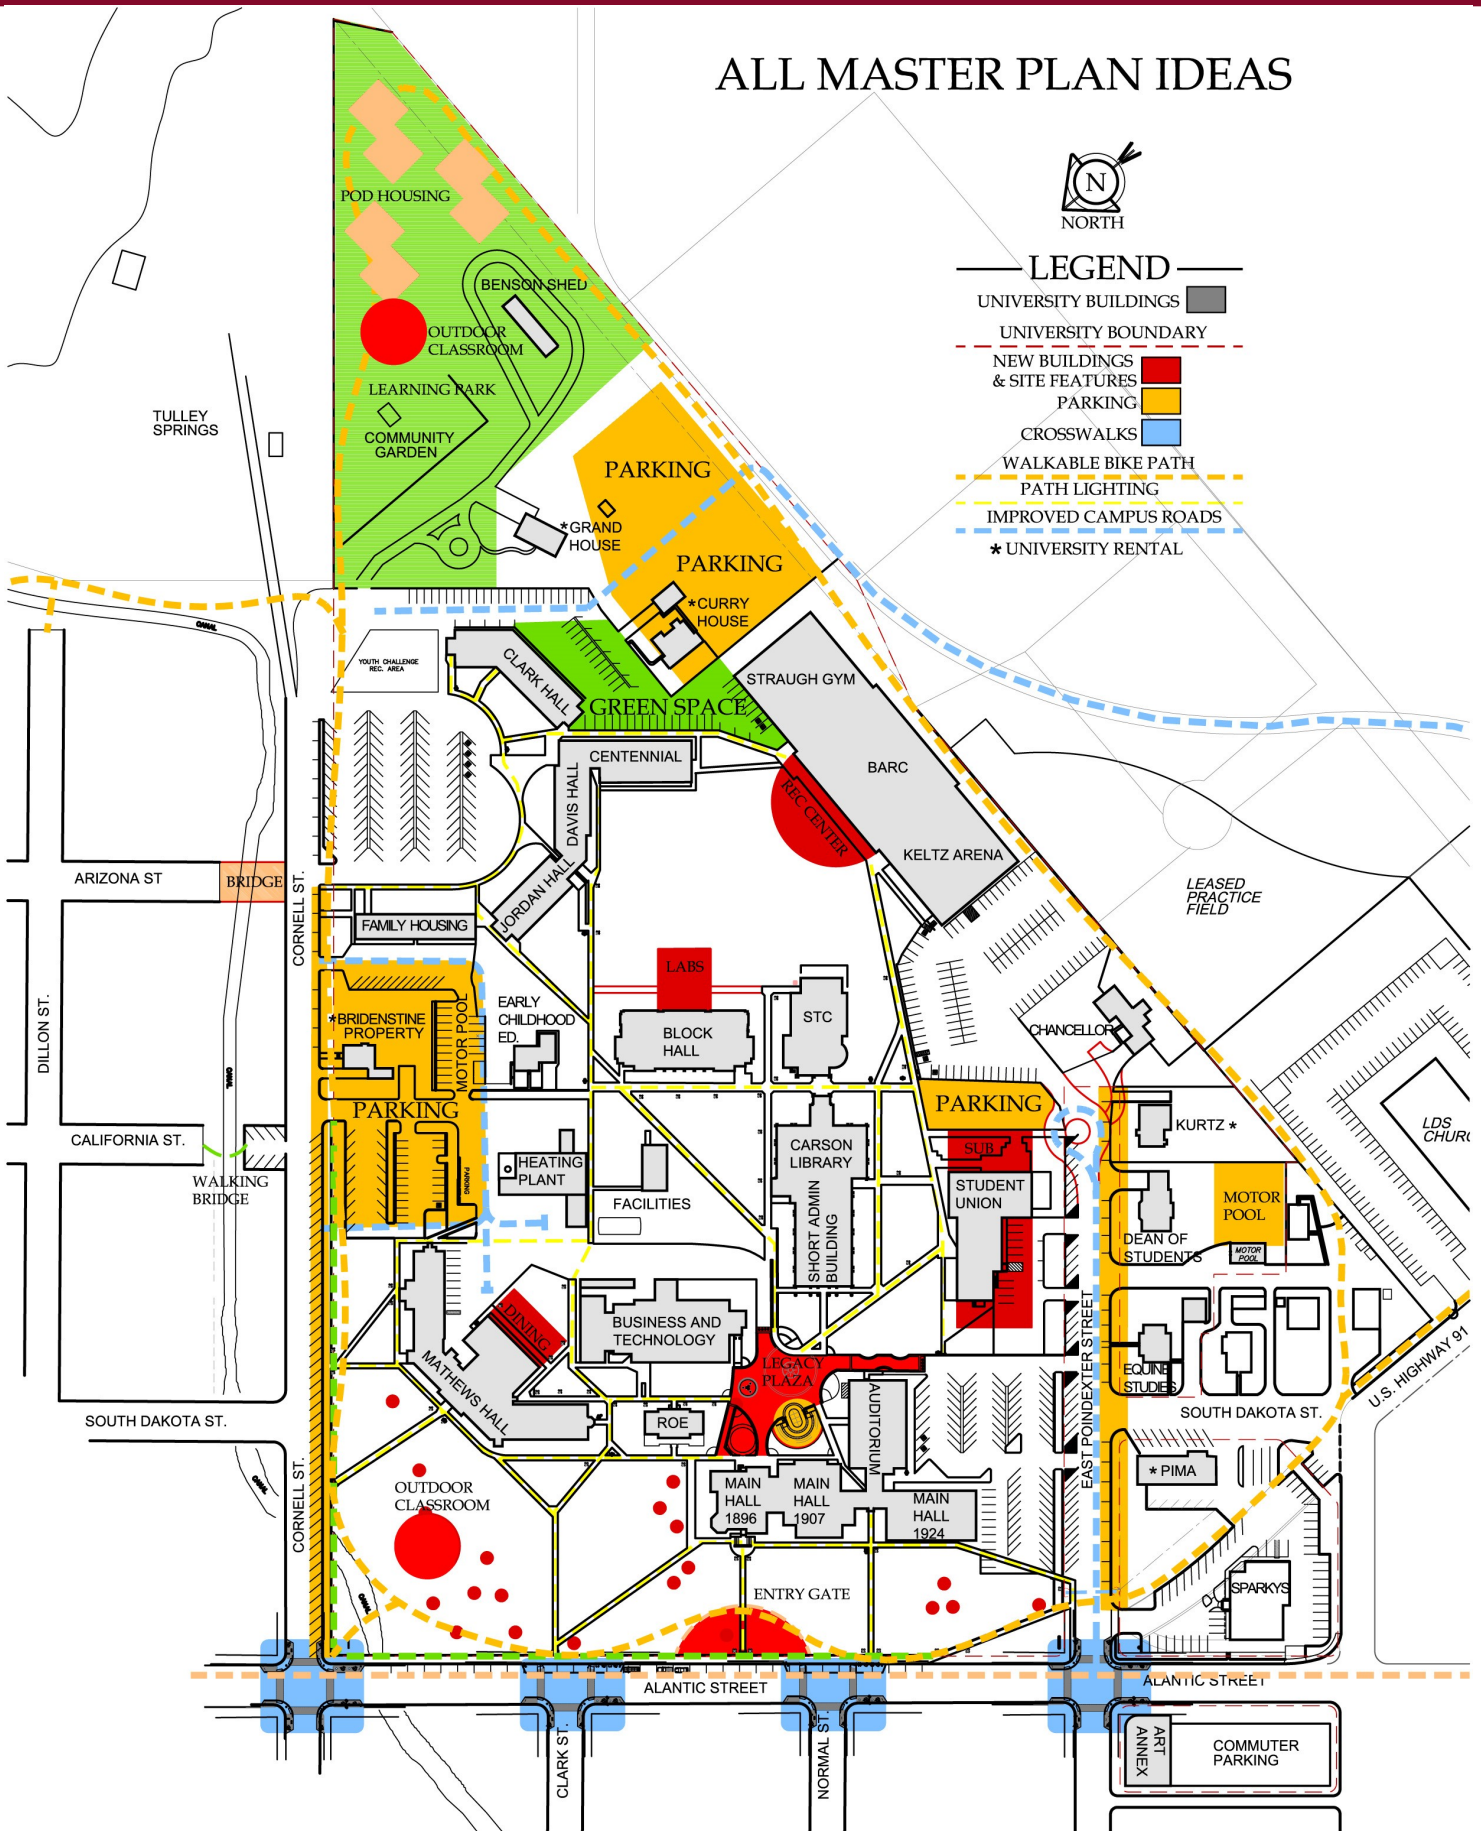 ALL MASTER PLAN IDEAS
N
NORTH
LEGEND
UNIVERSITY BUILDINGS
UNIVERSITY BOUNDARY
NEW BUILDINGS
& SITE FEATURES
PARKING
CROSSWALKS
WALKABLE BIKE PATH
PATH LIGHTING
IMPROVED CAMPUS ROADS
* UNIVERSITY RENTAL
POD HOUSING
BENSON SHED
OUTDOOR
CLASSROOM
LEARNING PARK
COMMUNITY
GARDEN
TULLEY
SPRINGS
PARKING
*GRAND
HOUSE
PARKING
*CURRY
HOUSE
CANAL
YOUTH CHALLENGE
REC. AREA
CLARK HALL
GREEN SPACE
STRAUGH GYM
CENTENNIAL
DAVIS HALL
BARC
REC CENTER
KELTZ ARENA
JORDAN HALL
ARIZONA ST
BRIDGE
CORNELL ST.
FAMILY HOUSING
LEASED
PRACTICE
FIELD
LABS
EARLY
CHILDHOOD
ED.
*BRIDENSTINE
PROPERTY
MOTOR POOL
BLOCK
HALL
STC
CHANCELLOR
DILLON ST.
CANAL
PARKING
PARKING
KURTZ *
LDS
CHURC
CALIFORNIA ST.
WALKING
BRIDGE
PARKING
HEATING
PLANT
FACILITIES
CARSON
LIBRARY
SHORT ADMIN
BUILDING
SUB
STUDENT
UNION
MOTOR
POOL
DEAN OF
STUDENTS
MOTOR
POOL
DINING
BUSINESS AND
TECHNOLOGY
MATHEWS HALL
LEGACY
PLAZA
EAST POINDEXTER STREET
EQUINE
STUDIES
U.S. HIGHWAY 91
SOUTH DAKOTA ST.
ROE
AUDITORIUM
SOUTH DAKOTA ST.
CANAL
CORNELL ST.
OUTDOOR
CLASSROOM
MAIN
HALL
1896
MAIN
HALL
1907
MAIN
HALL
1924
* PIMA
CANAL
ENTRY GATE
SPARKYS
ALANTIC STREET
ALANTIC STREET
CLARK ST.
NORMAL ST.
ART
ANNEX
COMMUTER
PARKING